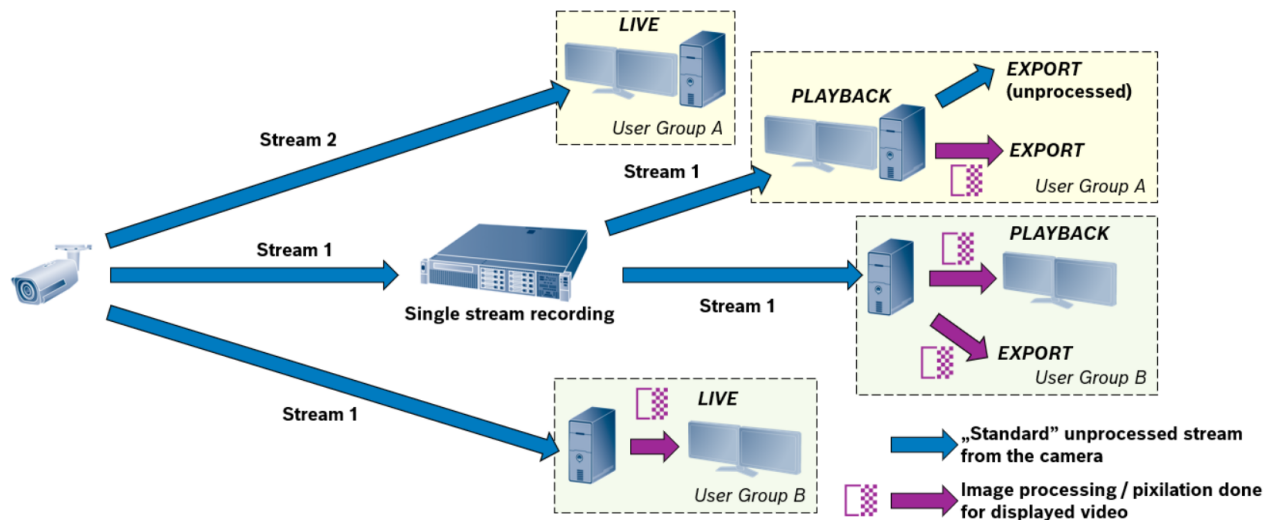 LIVE
User Group A
Stream 2
PLAYBACK
EXPORT
(unprocessed)
EXPORT
User Group A
Stream 1
Stream 1
Single stream recording
Stream 1
PLAYBACK
EXPORT
User Group B
Stream 1
LIVE
User Group B
„Standard” unprocessed stream
from the camera
Image processing / pixilation done
for displayed video